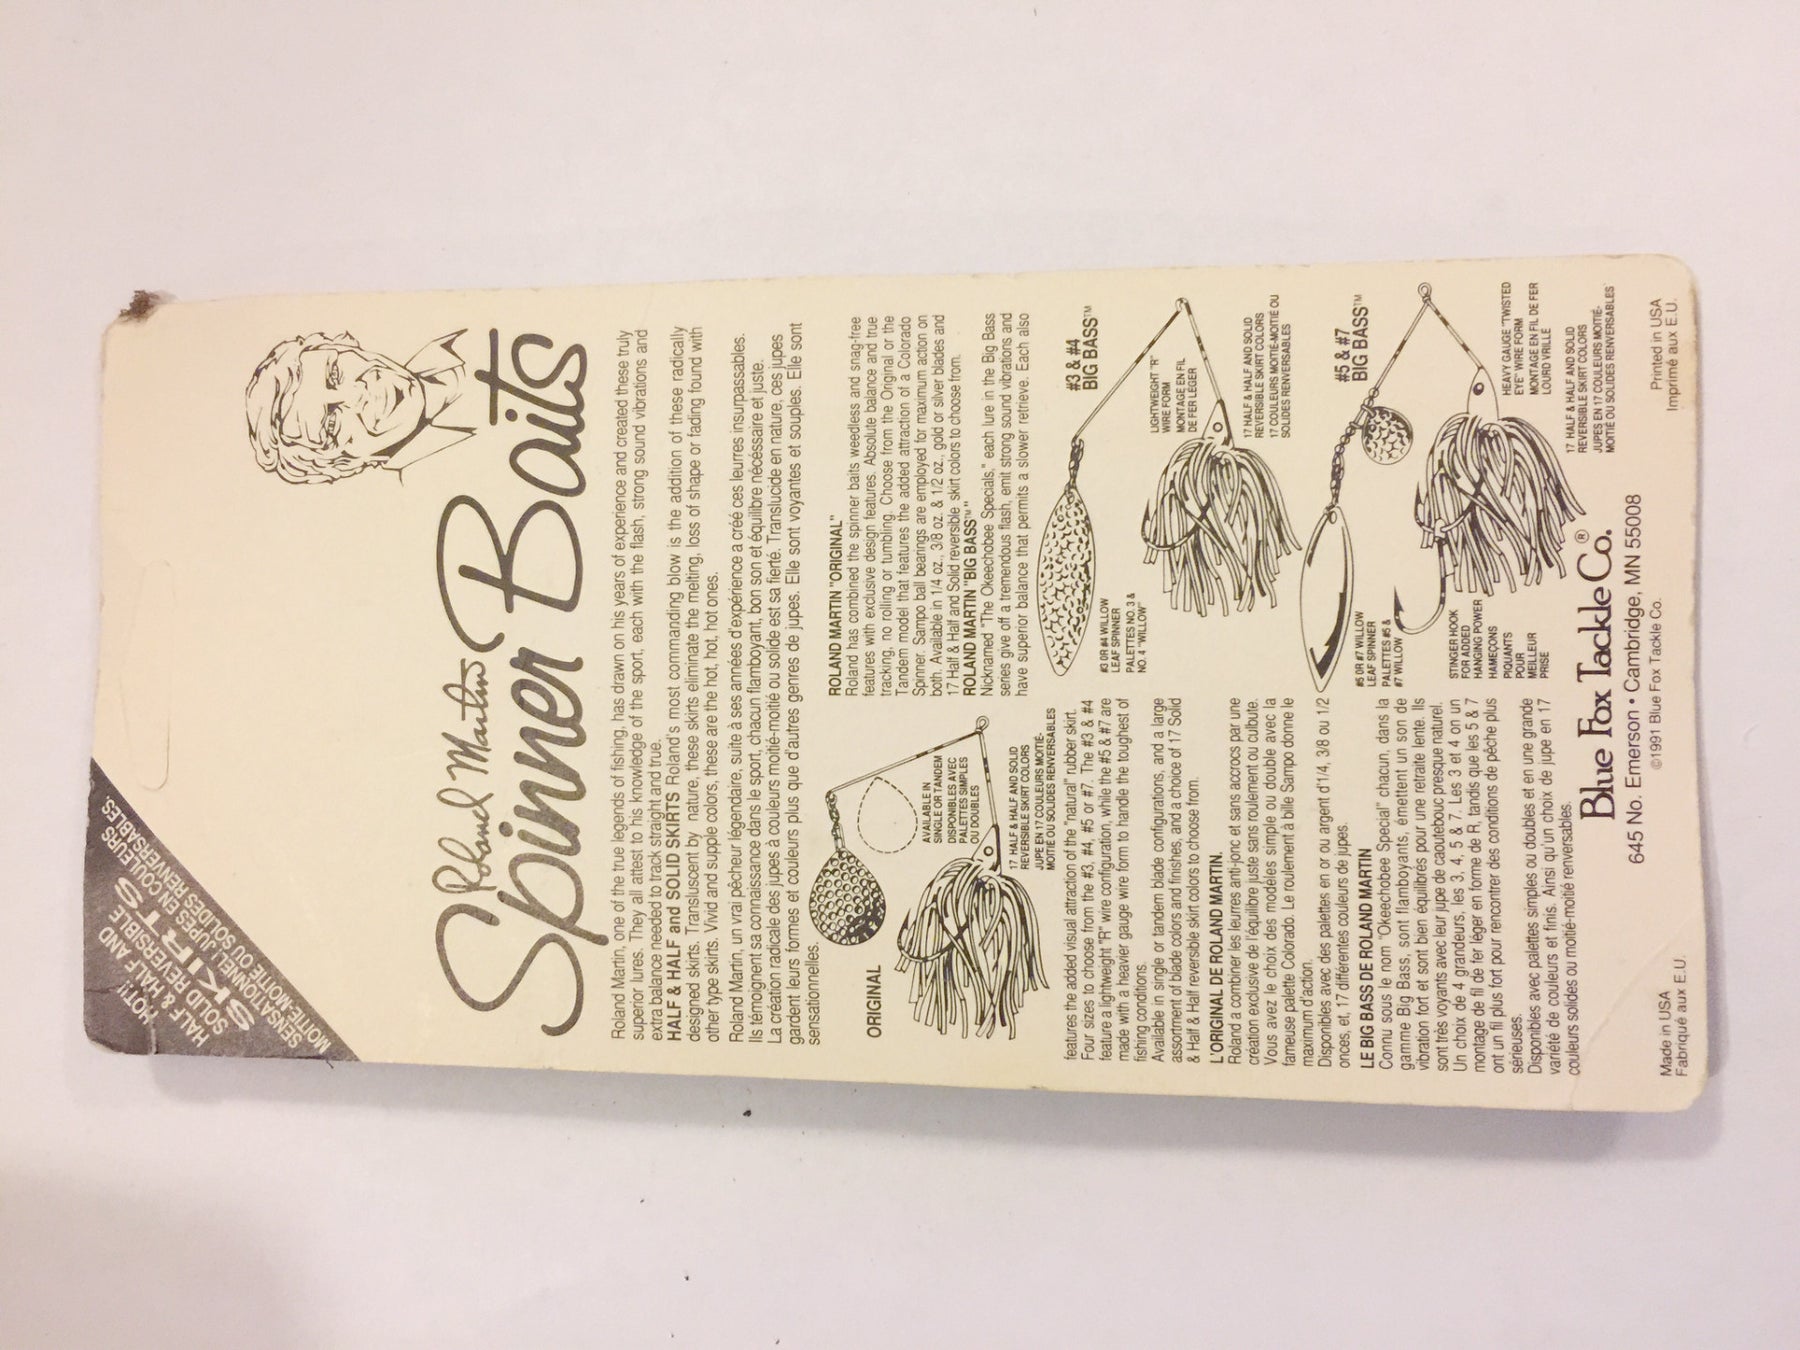 HOT!!
HALF & HALF AND
SOLID REVERSIBLE
SKIRTS
SENSATIONNEL! JUPES EN COULEURS
MOITIE-MOITIE OU SOLIDES RENVERSABLES
Roland Martin
Spinner Baits
Roland Martin, one of the true legends of fishing, has drawn on his years of experience and created these truly
superior lures. They all attest to his knowledge of the sport, each with the flash, strong sound vibrations and
extra balance needed to track straight and true.
HALF & HALF and SOLID SKIRTS Roland's most commanding blow is the addition of these radically
designed skirts. Transluscent by nature, these skirts eliminate the melting, loss of shape or fading found with
other type skirts. Vivid and supple colors, these are the hot, hot, hot ones.
Roland Martin, un vrai pêcheur légendaire, suite à ses années d'expérience a créé ces leurres insurpassables.
Ils témoignent sa connaissance dans le sport, chacun flamboyant, bon son et équilibre nécéssaire et juste.
La création radicale des jupes à couleurs moitié-moitié ou solide est sa fierté. Translucide en nature, ces jupes
gardent leurs formes et couleurs plus que d'autres genres de jupes. Elle sont voyantes et souples. Elle sont
sensationnelles.
ORIGINAL
AVAILABLE IN
SINGLE OR TANDEM
DISPONIBLES AVEC
PALETTES SIMPLES
OU DOUBLES
17 HALF & HALF AND SOLID
REVERSIBLE SKIRT COLORS
JUPE EN 17 COULEURS MOITIE-
MOITIE OU SOLIDES RENVERSABLES
ROLAND MARTIN "ORIGINAL"
Roland has combined the spinner baits weedless and snag-free
features with exclusive design features. Absolute balance and true
tracking, no rolling or tumbling. Choose from the Original or the
Tandem model that features the added attraction of a Colorado
Spinner. Sampo ball bearings are employed for maximum action on
both. Available in 1/4 oz., 3/8 oz. & 1/2 oz., gold or silver blades and
17 Half & Half and Solid reversible skirt colors to choose from.
ROLAND MARTIN "BIG BASS™"
Nicknamed "The Okeechobee Specials," each lure in the Big Bass
series give off a tremendous flash, emit strong sound vibrations and
have superior balance that permits a slower retrieve. Each also
features the added visual attraction of the "natural" rubber skirt.
Four sizes to choose from the #3, #4, #5 or #7. The #3 & #4
feature a lightweight "R" wire configuration, while the #5 & #7 are
made with a heavier gauge wire form to handle the toughest of
fishing conditions.
Available in single or tandem blade configurations, and a large
assortment of blade colors and finishes, and a choice of 17 Solid
& Half & Half reversible skirt colors to choose from.
L'ORIGINAL DE ROLAND MARTIN.
Roland a combiner les leurres anti-jonc et sans accrocs par une
création exclusive de l'équilibre juste sans roulement ou culbute.
Vous avez le choix des modèles simple ou double avec la
fameuse palette Colorado. Le roulement à bille Sampo donne le
maximum d'action.
Disponibles avec des palettes en or ou argent d'1/4, 3/8 ou 1/2
onces, et, 17 différentes couleurs de jupes.
LE BIG BASS DE ROLAND MARTIN
Connu sous le nom "Okeechobee Special" chacun, dans la
gamme Big Bass, sont flamboyants, émettent un son de
vibration fort et sont bien équilibrés pour une retraite lente. Ils
sont très voyants avec leur jupe de caoutchouc presque naturel.
Un choix de 4 grandeurs, les 3, 4, 5 & 7. Les 3 et 4 on un
montage de fil de fer léger en forme de R, tandis que les 5 & 7
ont un fil plus fort pour rencontrer des conditions de pêche plus
sérieuses.
Disponibles avec palettes simples ou doubles et en une grande
variété de couleurs et finis. Ainsi qu'un choix de jupe en 17
couleurs solides ou moitié-moitié renversables.
#3 & #4
BIG BASS™
LIGHTWEIGHT "R"
WIRE FORM
MONTAGE EN FIL
DE FER LEGER
17 HALF & HALF AND SOLID
REVERSIBLE SKIRT COLORS
17 COULEURS MOITIE-MOITIE OU
SOLIDES RENVERSABLES
#3 OR #4 WILLOW
LEAF SPINNER
PALETTES NO. 3 &
NO. 4 "WILLOW"
#5 & #7
BIG BASS™
HEAVY GAUGE "TWISTED
EYE" WIRE FORM
MONTAGE EN FIL DE FER
LOURD VRILLE
17 HALF & HALF AND SOLID
REVERSIBLE SKIRT COLORS
JUPES EN 17 COULEURS MOITIE-
MOITIE OU SOLIDES RENVERSABLES
#5 OR #7 WILLOW
LEAF SPINNER
PALETTES #5 &
#7 WILLOW
STINGER HOOK
FOR ADDED
HANGING POWER
HAMEÇONS
PIQUANTS
POUR
MEILLEUR
PRISE
Blue Fox Tackle Co.®
645 No. Emerson • Cambridge, MN 55008
©1991 Blue Fox Tackle Co.
Made in USA
Fabriqué aux E.U.
Printed in USA
Imprimé aux E.U.